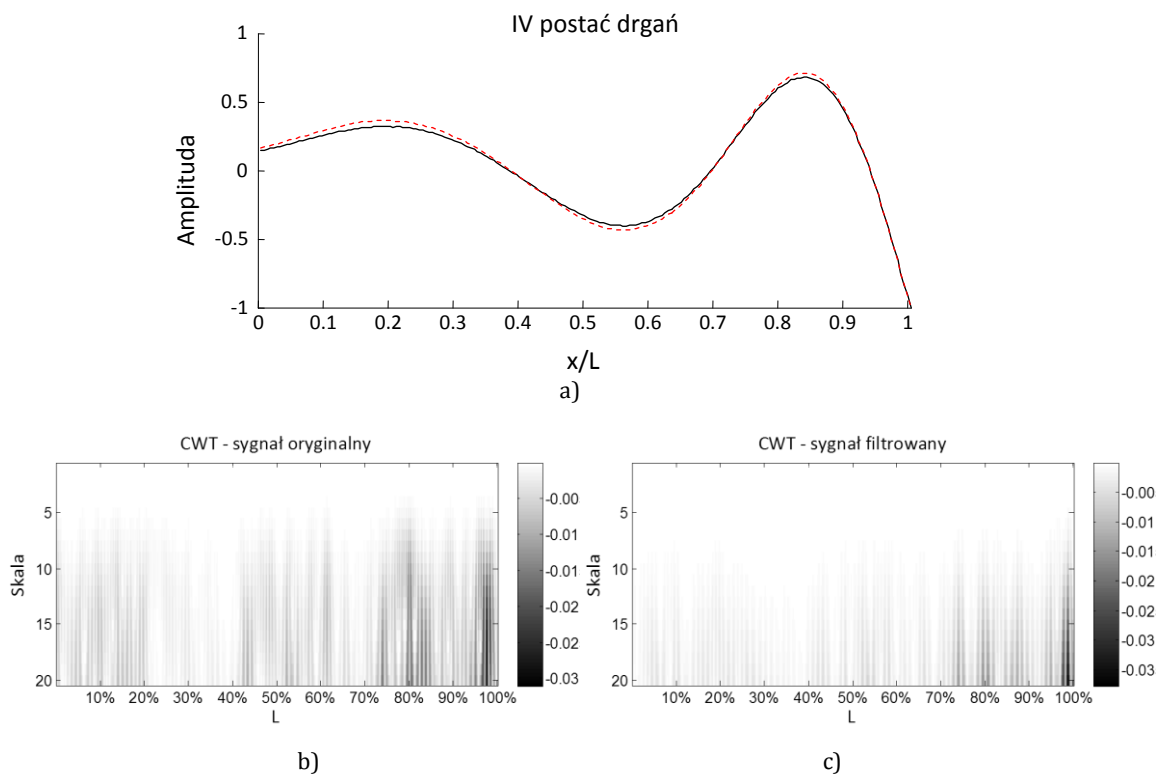 IV postać drgań
1
0.5
0
-0.5
-1
Amplituda
0 0.1 0.2 0.3 0.4 0.5 0.6 0.7 0.8 0.9 1
x/L
a)
CWT - sygnał oryginalny
5
10
15
20
Skala
10% 20% 30% 40% 50% 60% 70% 80% 90% 100%
L
-0.00
-0.01
-0.01
-0.02
-0.02
-0.03
b)
CWT - sygnał filtrowany
5
10
15
20
Skala
10% 20% 30% 40% 50% 60% 70% 80% 90% 100%
L
-0.00
-0.01
-0.01
-0.02
-0.02
-0.03
-0.03
c)